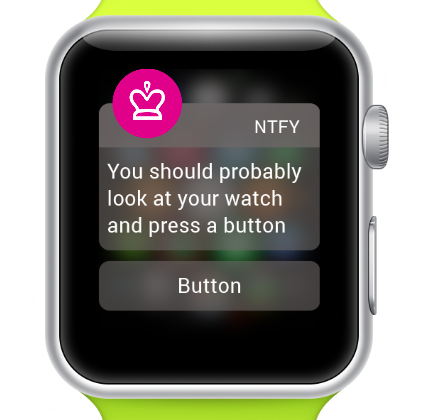 NTFY
You should probably
look at your watch
and press a button
Button